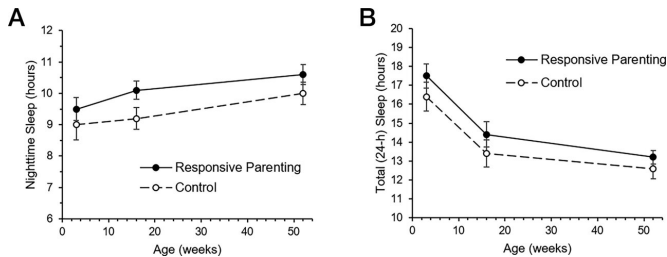 A
Nighttime Sleep (hours)
12
11
10
9
8
7
6
Responsive Parenting
Control
0 10 20 30 40 50
Age (weeks)
B
Total (24-h) Sleep (hours)
20
19
18
17
16
15
14
13
12
11
10
Responsive Parenting
Control
0 10 20 30 40 50
Age (weeks)